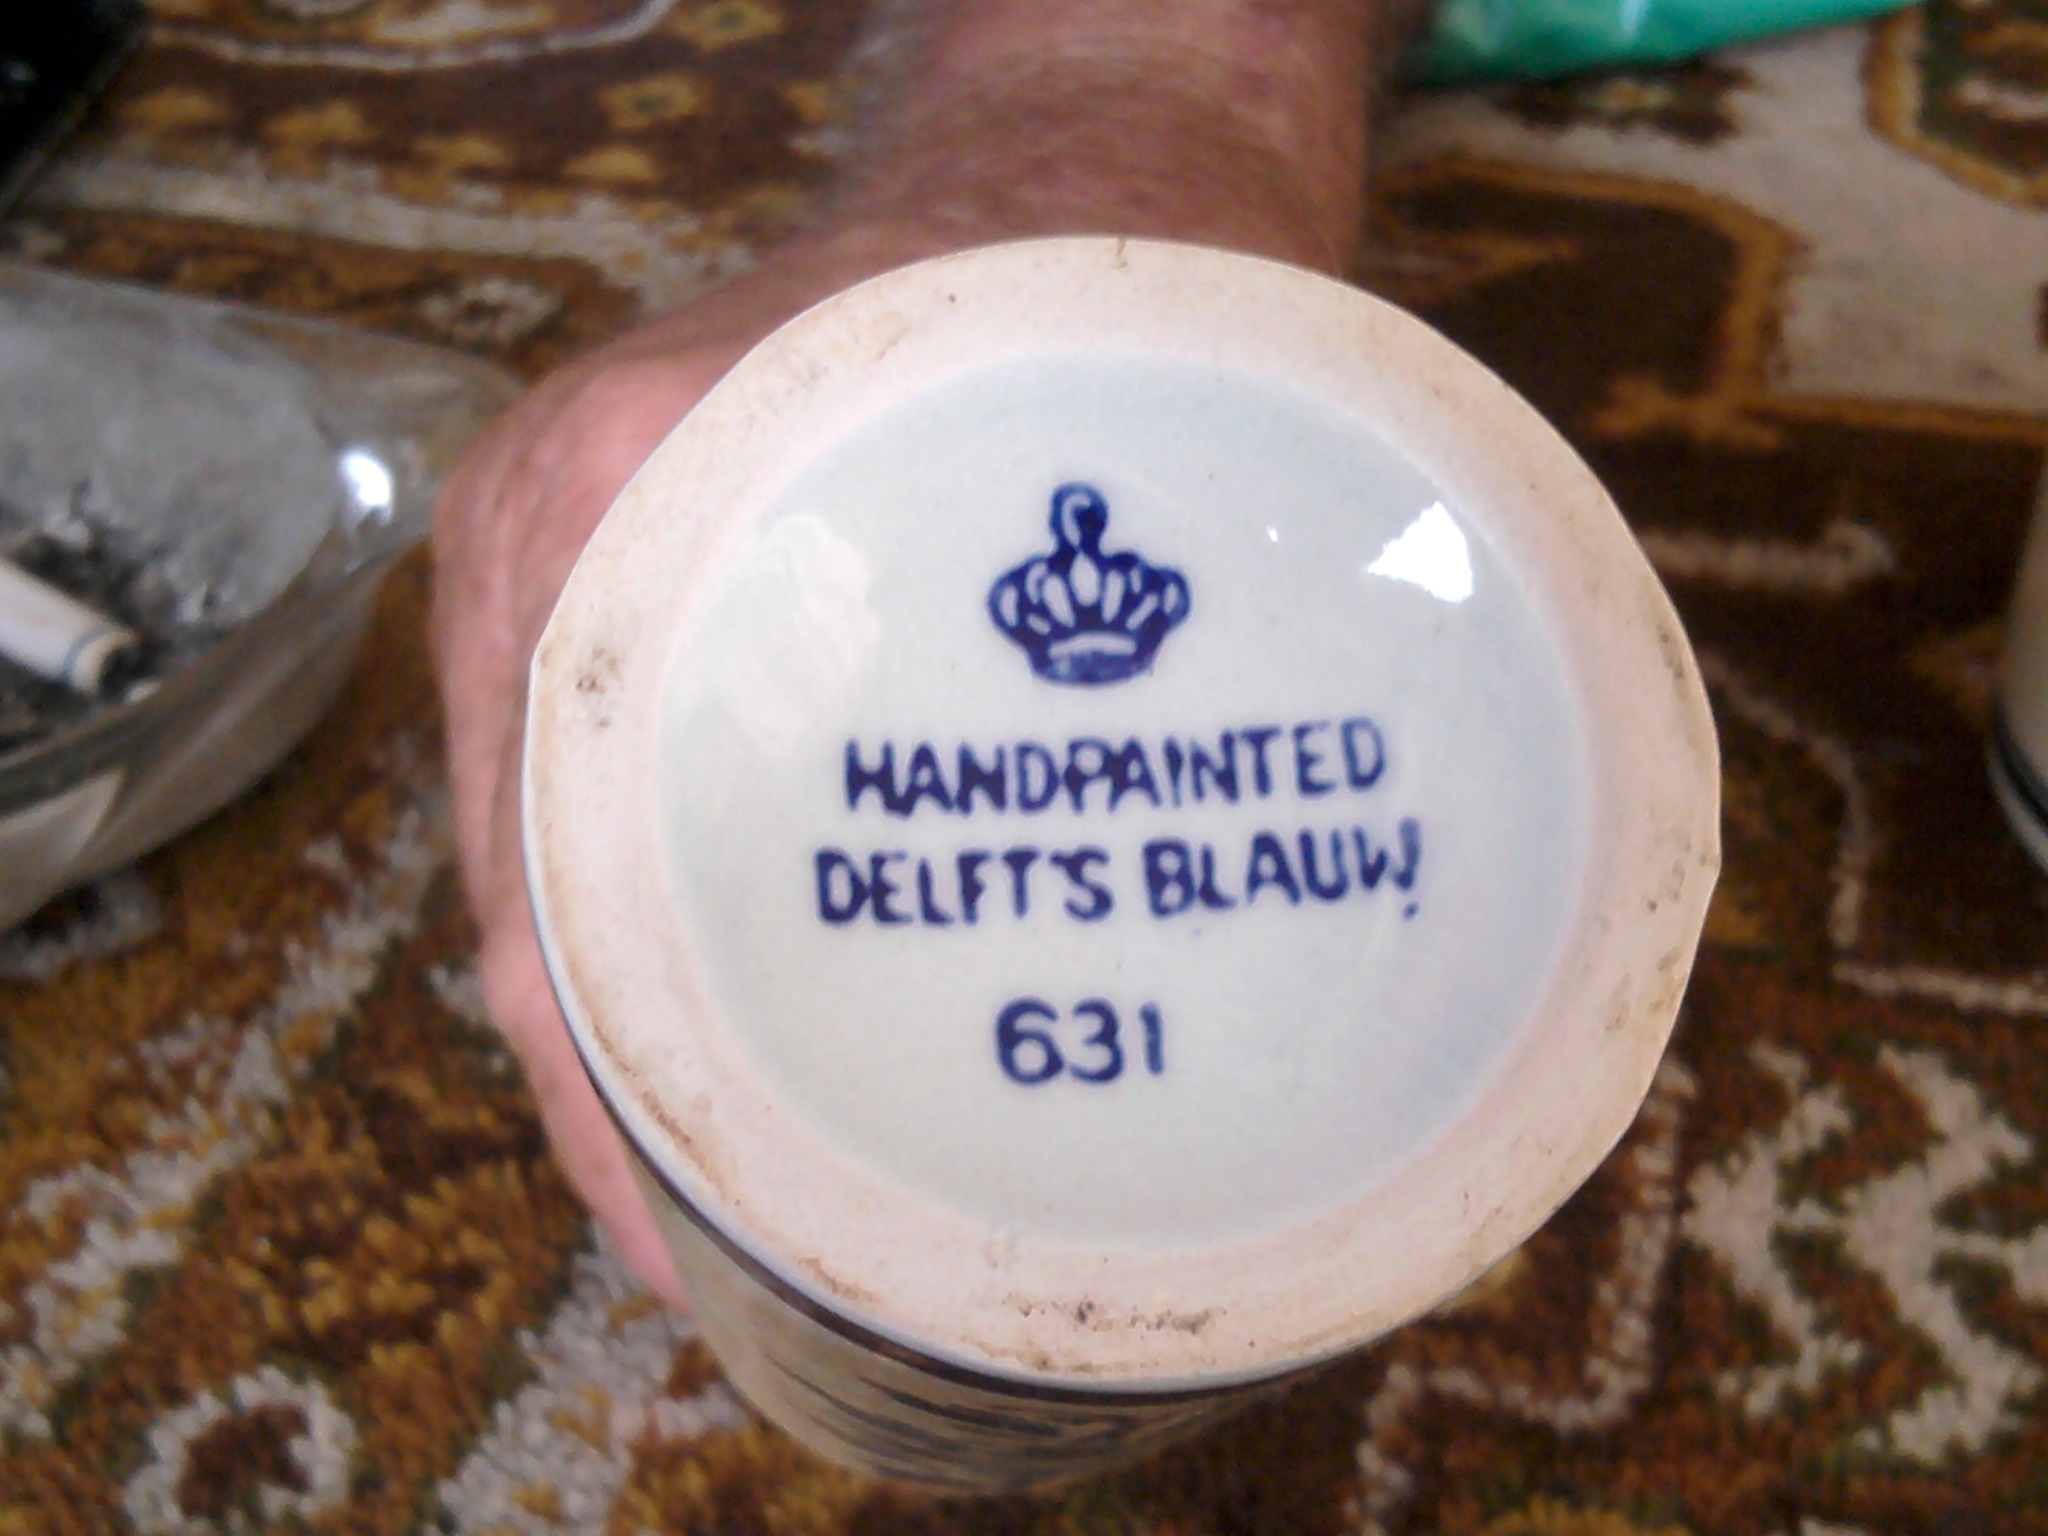 HANDPAINTED
DELFT'S BLAUW
631